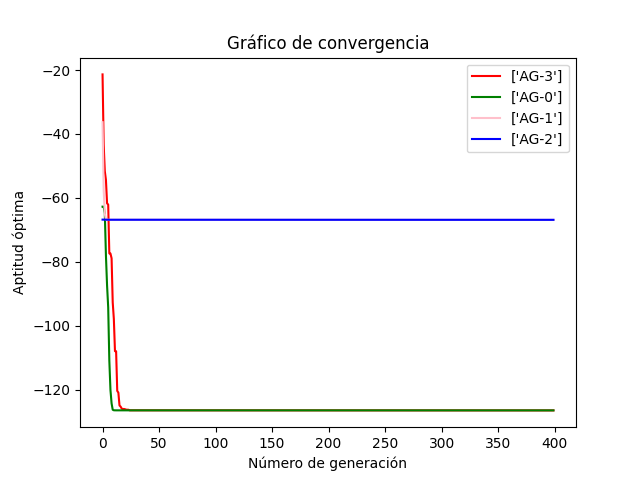 Gráfico de convergencia
['AG-3']
['AG-0']
['AG-1']
['AG-2']
Aptitud óptima
−20
−40
−60
−80
−100
−120
0 50 100 150 200 250 300 350 400
Número de generación